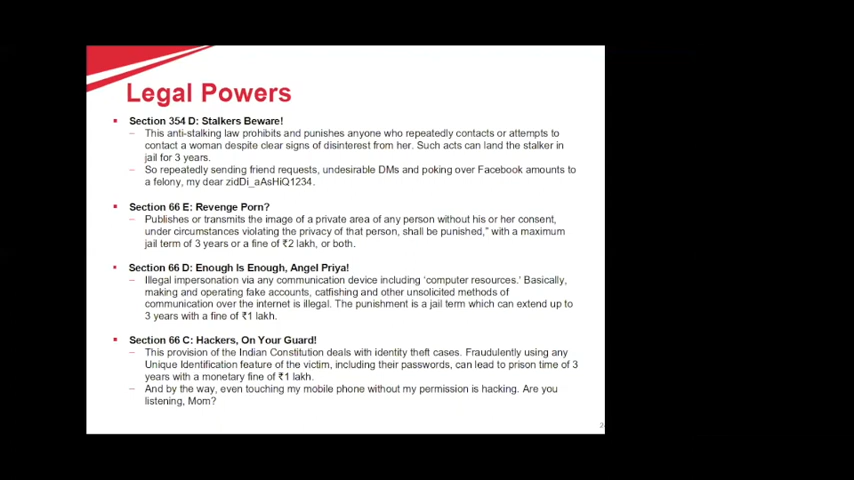 Legal Powers
Section 354 D: Stalkers Beware!
– This anti-stalking law prohibits and punishes anyone who repeatedly contacts or attempts to
contact a woman despite clear signs of disinterest from her. Such acts can land the stalker in
jail for 3 years.
– So repeatedly sending friend requests, undesirable DMs and poking over Facebook amounts to
a felony, my dear zidDi_aAsHiQ1234.
Section 66 E: Revenge Porn?
– Publishes or transmits the image of a private area of any person without his or her consent,
under circumstances violating the privacy of that person, shall be punished,” with a maximum
jail term of 3 years or a fine of ₹2 lakh, or both.
Section 66 D: Enough Is Enough, Angel Priya!
– Illegal impersonation via any communication device including ‘computer resources.’ Basically,
making and operating fake accounts, catfishing and other unsolicited methods of
communication over the internet is illegal. The punishment is a jail term which can extend up to
3 years with a fine of ₹1 lakh.
Section 66 C: Hackers, On Your Guard!
– This provision of the Indian Constitution deals with identity theft cases. Fraudulently using any
Unique Identification feature of the victim, including their passwords, can lead to prison time of 3
years with a monetary fine of ₹1 lakh.
– And by the way, even touching my mobile phone without my permission is hacking. Are you
listening, Mom?